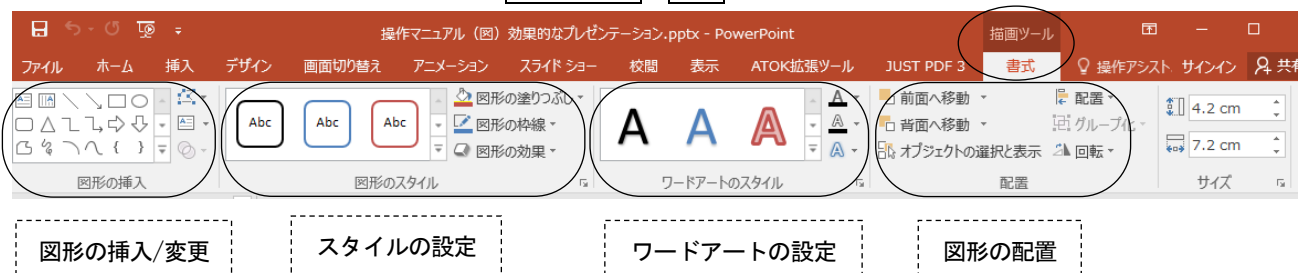 操作マニュアル（図）効果的なプレゼンテーション.pptx - PowerPoint
描画ツール
ファイル ホーム 挿入 デザイン 画面切り替え アニメーション スライド ショー 校閲 表示 ATOK拡張ツール JUST PDF 3 書式 操作アシスト サインイン 共有
Abc Abc Abc
図形の塗りつぶし
図形の枠線
図形の効果
A A A
前面へ移動
背面へ移動
オブジェクトの選択と表示
配置
グループ化
回転
4.2 cm
7.2 cm
図形の挿入 図形のスタイル ワードアートのスタイル 配置 サイズ
図形の挿入/変更 スタイルの設定 ワードアートの設定 図形の配置